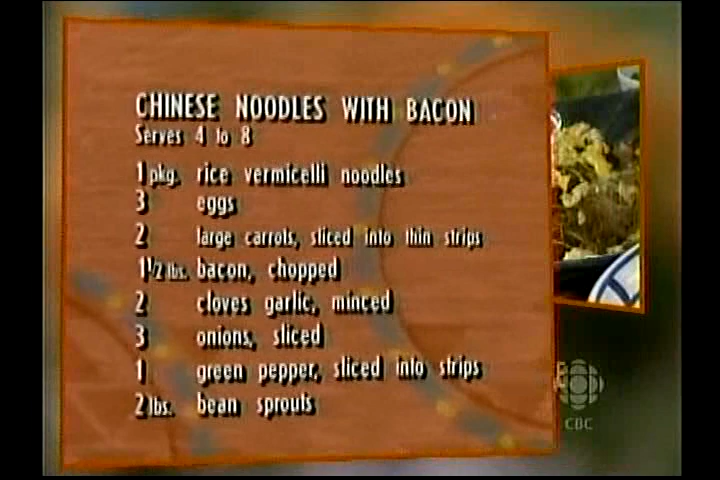 CHINESE NOODLES WITH BACON
Serves 4 to 8
1 pkg. rice vermicelli noodles
3 eggs
2 large carrots, sliced into thin strips
1 1/2 lbs. bacon, chopped
2 cloves garlic, minced
3 onions, sliced
1 green pepper, sliced into strips
2 lbs. bean sprouts
CBC